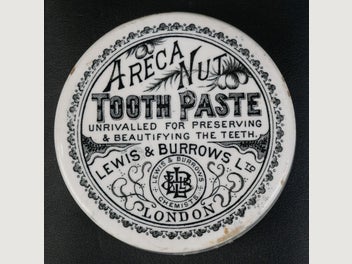 ARECA NUT
TOOTH PASTE
UNRIVALLED FOR PRESERVING
& BEAUTIFYING THE TEETH.
LEWIS & BURROWS LTD
LEWIS & BURROWS
CHEMISTS
LONDON